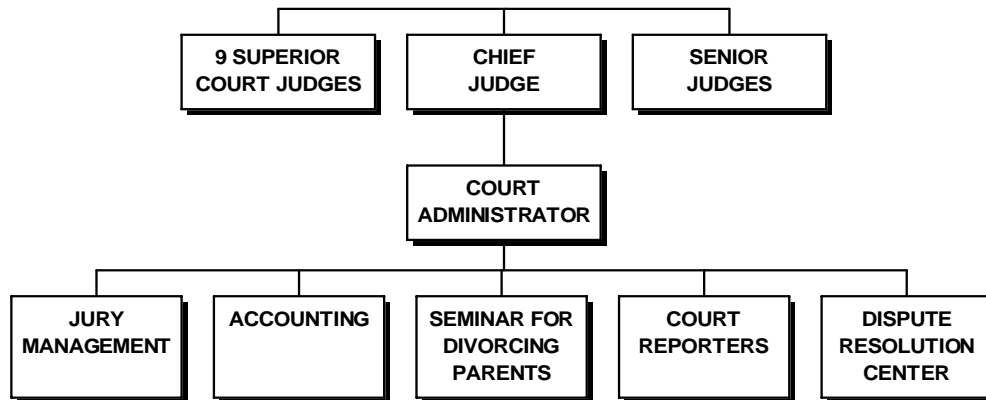 9 SUPERIOR
COURT JUDGES
CHIEF
JUDGE
SENIOR
JUDGES
COURT
ADMINISTRATOR
JURY
MANAGEMENT
ACCOUNTING
SEMINAR FOR
DIVORCING
PARENTS
COURT
REPORTERS
DISPUTE
RESOLUTION
CENTER